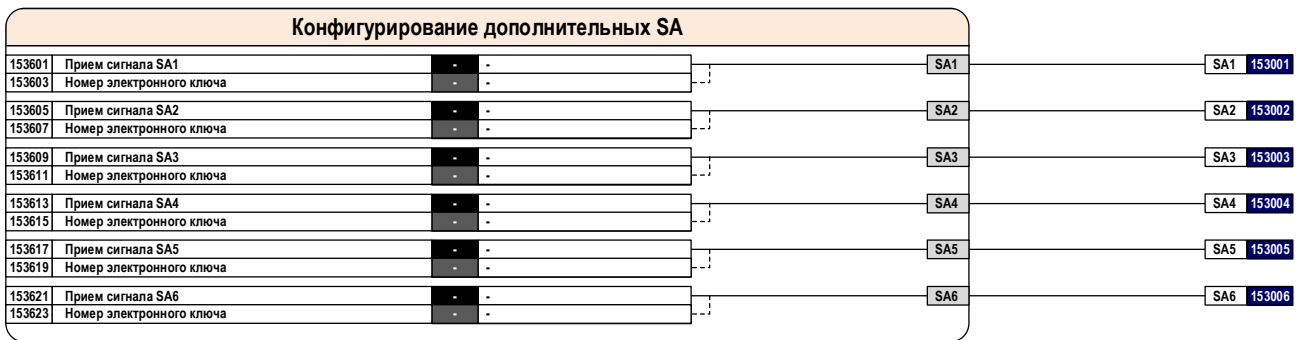 Конфигурирование дополнительных SA
153601 Прием сигнала SA1 - - SA1 SA1 153001
153603 Номер электронного ключа - -
153605 Прием сигнала SA2 - - SA2 SA2 153002
153607 Номер электронного ключа - -
153609 Прием сигнала SA3 - - SA3 SA3 153003
153611 Номер электронного ключа - -
153613 Прием сигнала SA4 - - SA4 SA4 153004
153615 Номер электронного ключа - -
153617 Прием сигнала SA5 - - SA5 SA5 153005
153619 Номер электронного ключа - -
153621 Прием сигнала SA6 - - SA6 SA6 153006
153623 Номер электронного ключа - -